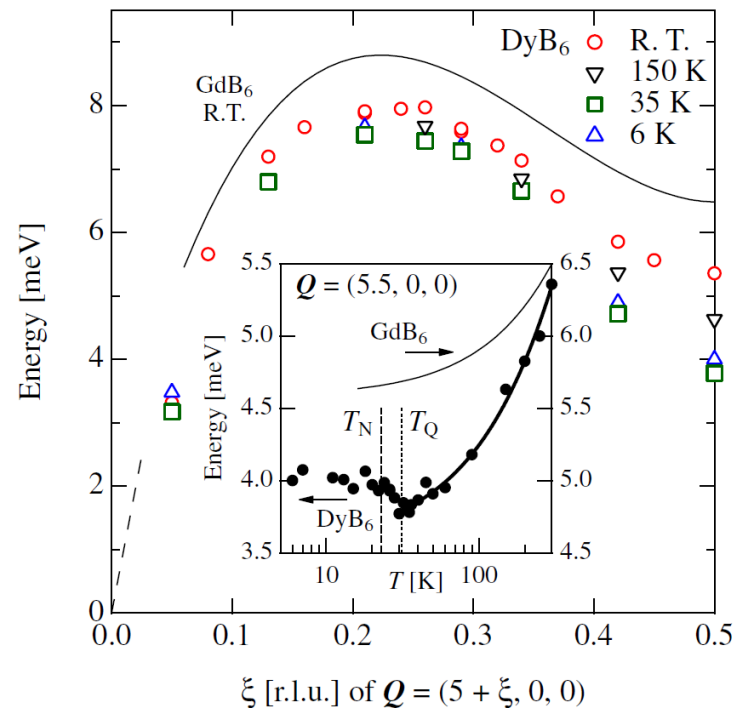 DyB₆
R. T.
150 K
35 K
6 K
GdB₆
R.T.
8
6
4
2
0
Energy [meV]
0.0
0.1
0.2
0.3
0.4
0.5
ξ [r.l.u.] of Q = (5 + ξ, 0, 0)
Q = (5.5, 0, 0)
GdB₆
T_N
T_Q
DyB₆
5.5
5.0
4.5
4.0
3.5
Energy [meV]
6.5
6.0
5.5
5.0
4.5
10
T [K]
100